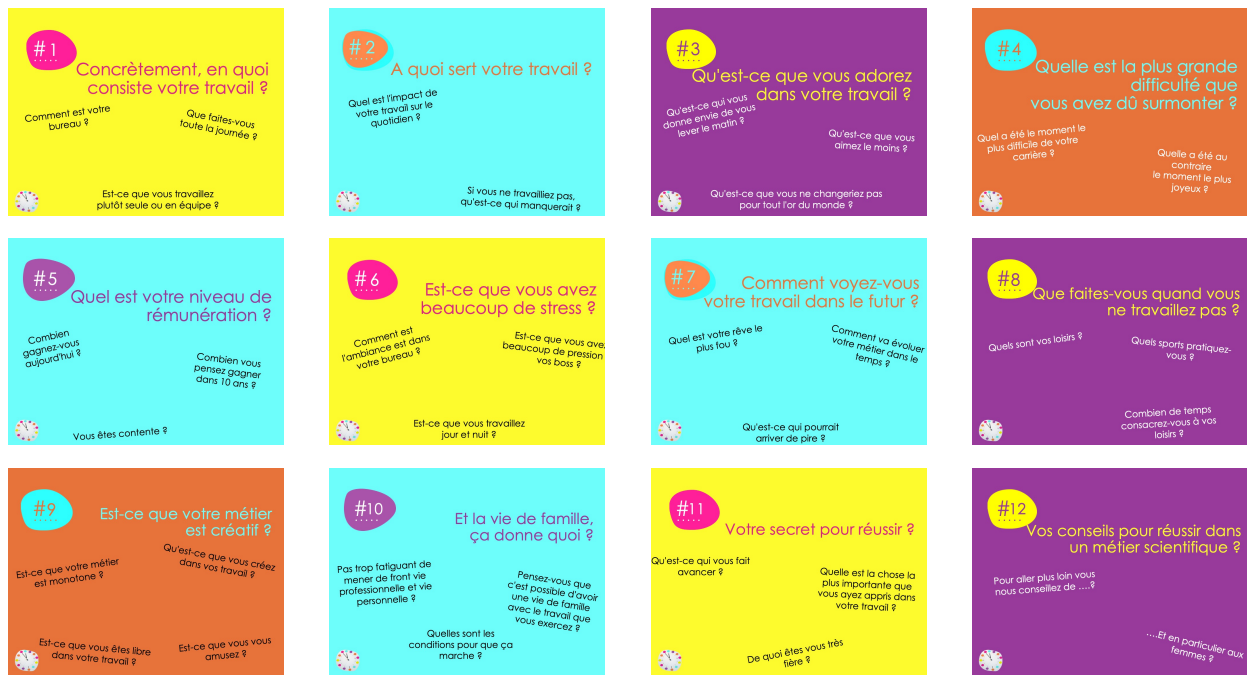 #1
Concrètement, en quoi
consiste votre travail ?
Comment est votre
bureau ?
Que faites-vous
toute la journée ?
Est-ce que vous travaillez
plutôt seule ou en équipe ?
#2
A quoi sert votre travail ?
Quel est l'impact de
votre travail sur le
quotidien ?
Si vous ne travailliez pas,
qu'est-ce qui manquerait ?
#3
Qu'est-ce que vous adorez
dans votre travail ?
Qu'est-ce qui vous
donne envie de vous
lever le matin ?
Qu'est-ce que vous
aimez le moins ?
Qu'est-ce que vous ne changeriez pas
pour tout l'or du monde ?
#4
Quelle est la plus grande
difficulté que
vous avez dû surmonter ?
Quel a été le moment le
plus difficile de votre
carrière ?
Quelle a été au
contraire
le moment le plus
joyeux ?
#5
Quel est votre niveau de
rémunération ?
Combien
gagnez-vous
aujourd'hui ?
Combien vous
pensez gagner
dans 10 ans ?
Vous êtes contente ?
#6
Est-ce que vous avez
beaucoup de stress ?
Comment est
l'ambiance est dans
votre bureau ?
Est-ce que vous avez
beaucoup de pression
vos boss ?
Est-ce que vous travaillez
jour et nuit ?
#7
Comment voyez-vous
votre travail dans le futur ?
Quel est votre rêve le
plus fou ?
Comment va évoluer
votre métier dans le
temps ?
Qu'est-ce qui pourrait
arriver de pire ?
#8
Que faites-vous quand vous
ne travaillez pas ?
Quels sont vos loisirs ?
Quels sports pratiquez-
vous ?
Combien de temps
consacrez-vous à vos
loisirs ?
#9
Est-ce que votre métier
est créatif ?
Est-ce que votre métier
est monotone ?
Qu'est-ce que vous créez
dans vos travail ?
Est-ce que vous êtes libre
dans votre travail ?
Est-ce que vous vous
amusez ?
#10
Et la vie de famille,
ça donne quoi ?
Pas trop fatiguant de
mener de front vie
professionnelle et vie
personnelle ?
Pensez-vous que
c'est possible d'avoir
une vie de famille
avec le travail que
vous exercez ?
Quelles sont les
conditions pour que ça
marche ?
#11
Votre secret pour réussir ?
Qu'est-ce qui vous fait
avancer ?
Quelle est la chose la
plus importante que
vous ayez appris dans
votre travail ?
De quoi êtes vous très
fière ?
#12
Vos conseils pour réussir dans
un métier scientifique ?
Pour aller plus loin vous
nous conseillez de ....?
....Et en particulier aux
femmes ?